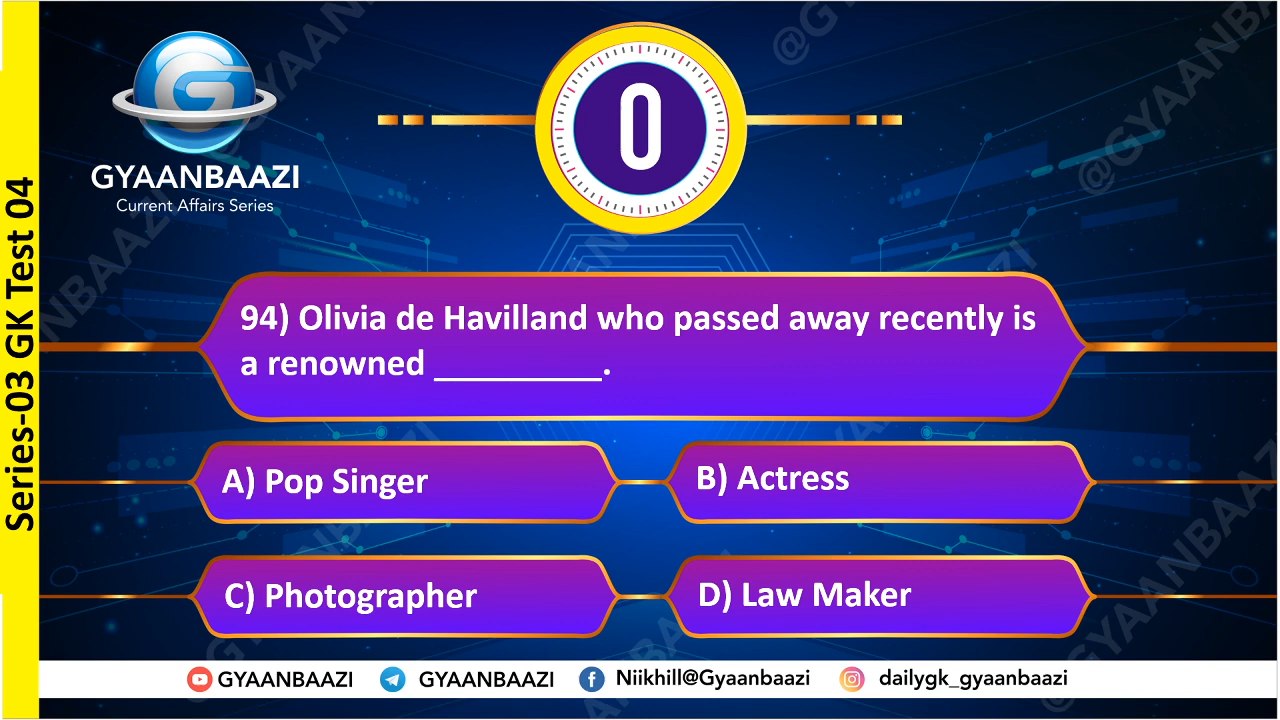 GYAANBAAZI
Current Affairs Series
0
Series-03 GK Test 04
94) Olivia de Havilland who passed away recently is
a renowned __________.
A) Pop Singer
B) Actress
C) Photographer
D) Law Maker
GYAANBAAZI
GYAANBAAZI
Niikhill@Gyaanbaazi
dailygk_gyaanbaazi
@GYAANBAAZI